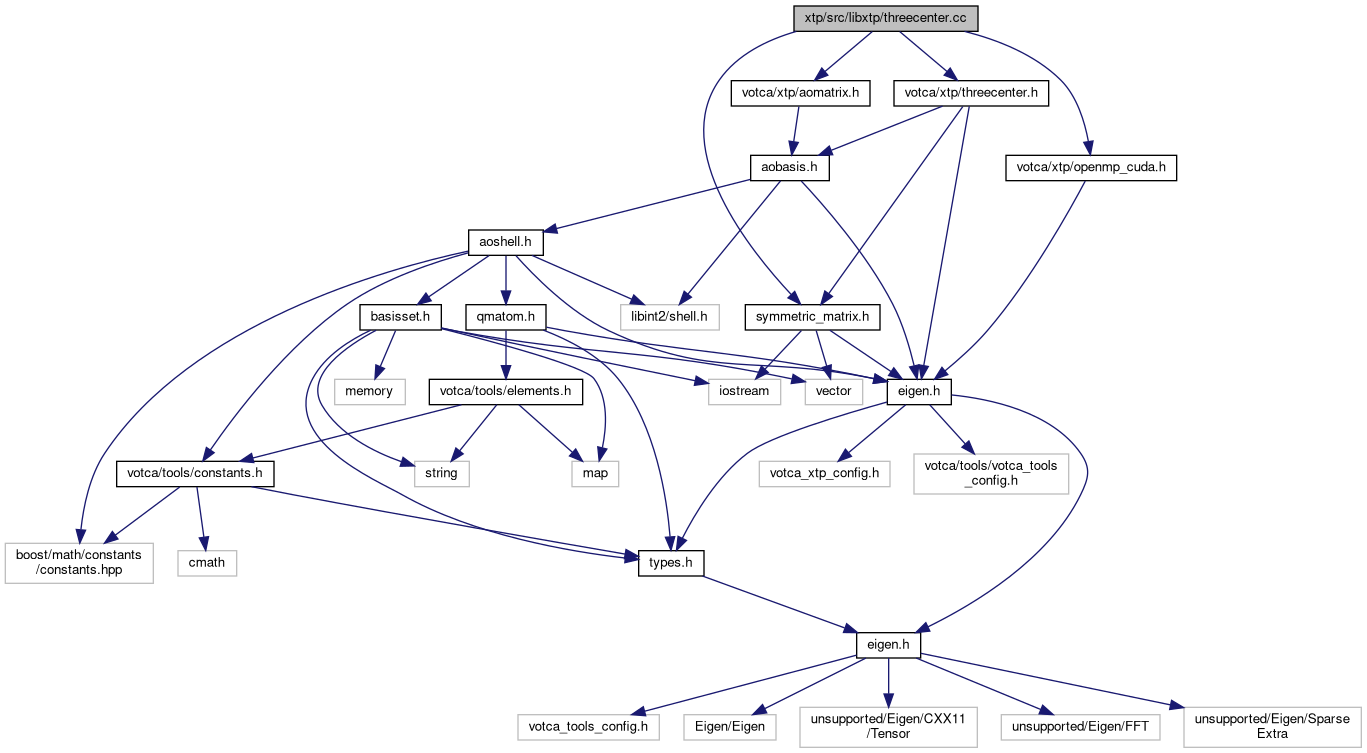 xtp/src/libxtp/threecenter.cc
votca/xtp/aomatrix.h
votca/xtp/threecenter.h
aobasis.h
votca/xtp/openmp_cuda.h
aoshell.h
basisset.h
qmatom.h
libint2/shell.h
symmetric_matrix.h
memory
votca/tools/elements.h
iostream
vector
eigen.h
votca/tools/constants.h
string
map
votca_xtp_config.h
votca/tools/votca_tools
_config.h
boost/math/constants
/constants.hpp
cmath
types.h
eigen.h
votca_tools_config.h
Eigen/Eigen
unsupported/Eigen/CXX11
/Tensor
unsupported/Eigen/FFT
unsupported/Eigen/Sparse
Extra